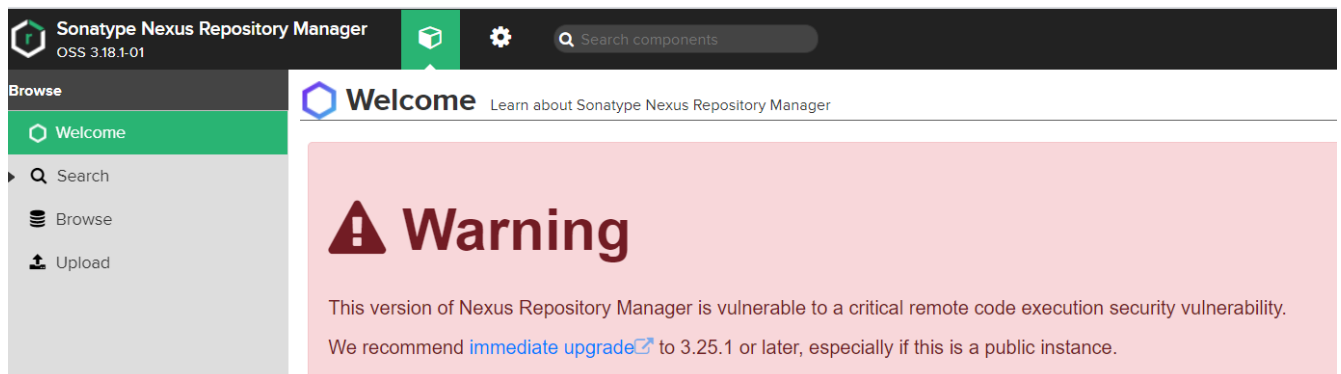 Sonatype Nexus Repository Manager
OSS 3.18.1-01
Search components
Browse
Welcome
Search
Browse
Upload
Welcome Learn about Sonatype Nexus Repository Manager
Warning
This version of Nexus Repository Manager is vulnerable to a critical remote code execution security vulnerability.
We recommend immediate upgrade to 3.25.1 or later, especially if this is a public instance.